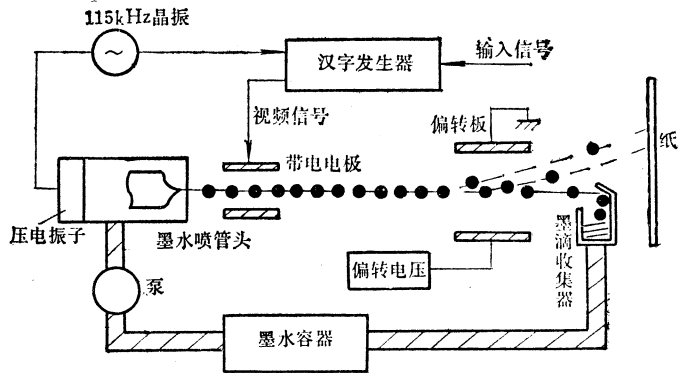 115kHz晶振
~
汉字发生器
输入信号
视频信号
偏转板
带电电极
纸
压电振子
墨水喷管头
墨滴收集器
偏转电压
泵
墨水容器